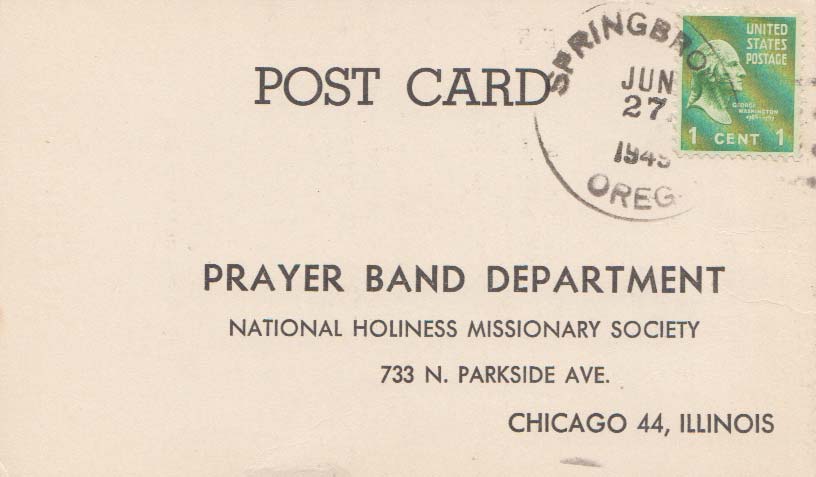 POST CARD
SPRINGBRO
JUN
27
OREG
UNITED
STATES
POSTAGE
GEORGE
WASHINGTON
1 CENT 1
PRAYER BAND DEPARTMENT
NATIONAL HOLINESS MISSIONARY SOCIETY
733 N. PARKSIDE AVE.
CHICAGO 44, ILLINOIS